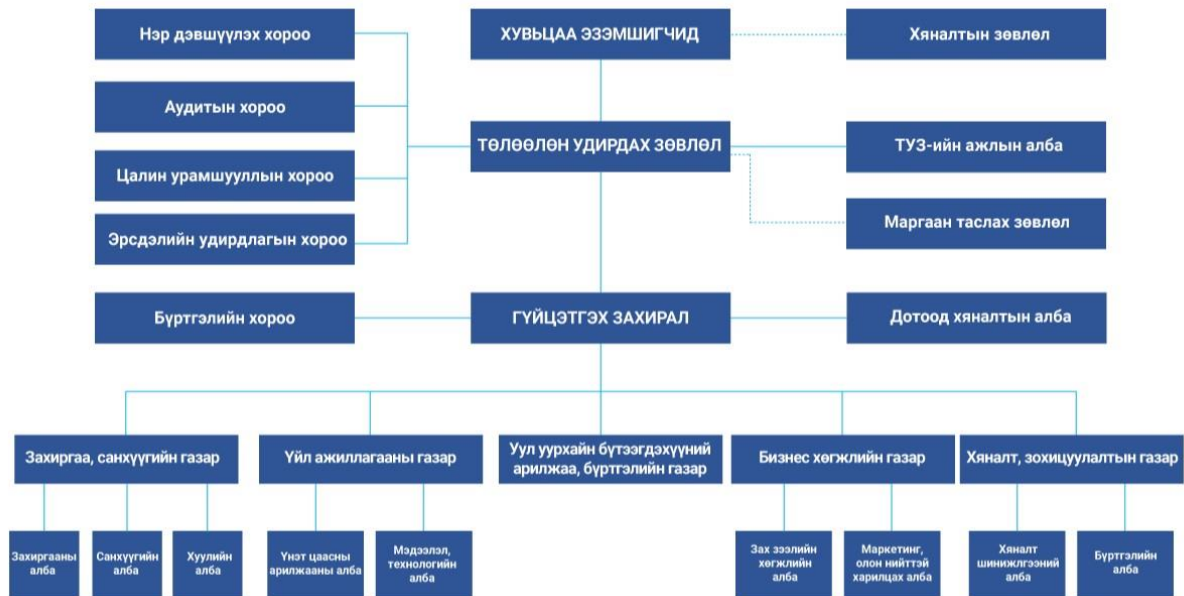 Нэр дэвшүүлэх хороо
ХУВЬЦАА ЭЗЭМШИГЧИД
Хяналтын зөвлөл
Аудитын хороо
ТӨЛӨӨЛӨН УДИРДАХ ЗӨВЛӨЛ
ТУЗ-ийн ажлын алба
Цалин урамшууллын хороо
Маргаан таслах зөвлөл
Эрсдэлийн удирдлагын хороо
Бүртгэлийн хороо
ГҮЙЦЭТГЭХ ЗАХИРАЛ
Дотоод хяналтын алба
Захиргаа, санхүүгийн газар
Үйл ажиллагааны газар
Уул уурхайн бүтээгдэхүүний
арилжаа, бүртгэлийн газар
Бизнес хөгжлийн газар
Хяналт, зохицуулалтын газар
Захиргааны
алба
Санхүүгийн
алба
Хуулийн
алба
Үнэт цаасны
арилжааны алба
Мэдээлэл,
технологийн
алба
Зах зээлийн
хөгжлийн
алба
Маркетинг,
олон нийттэй
харилцах алба
Хяналт
шинижлгээний
алба
Бүртгэлийн
алба